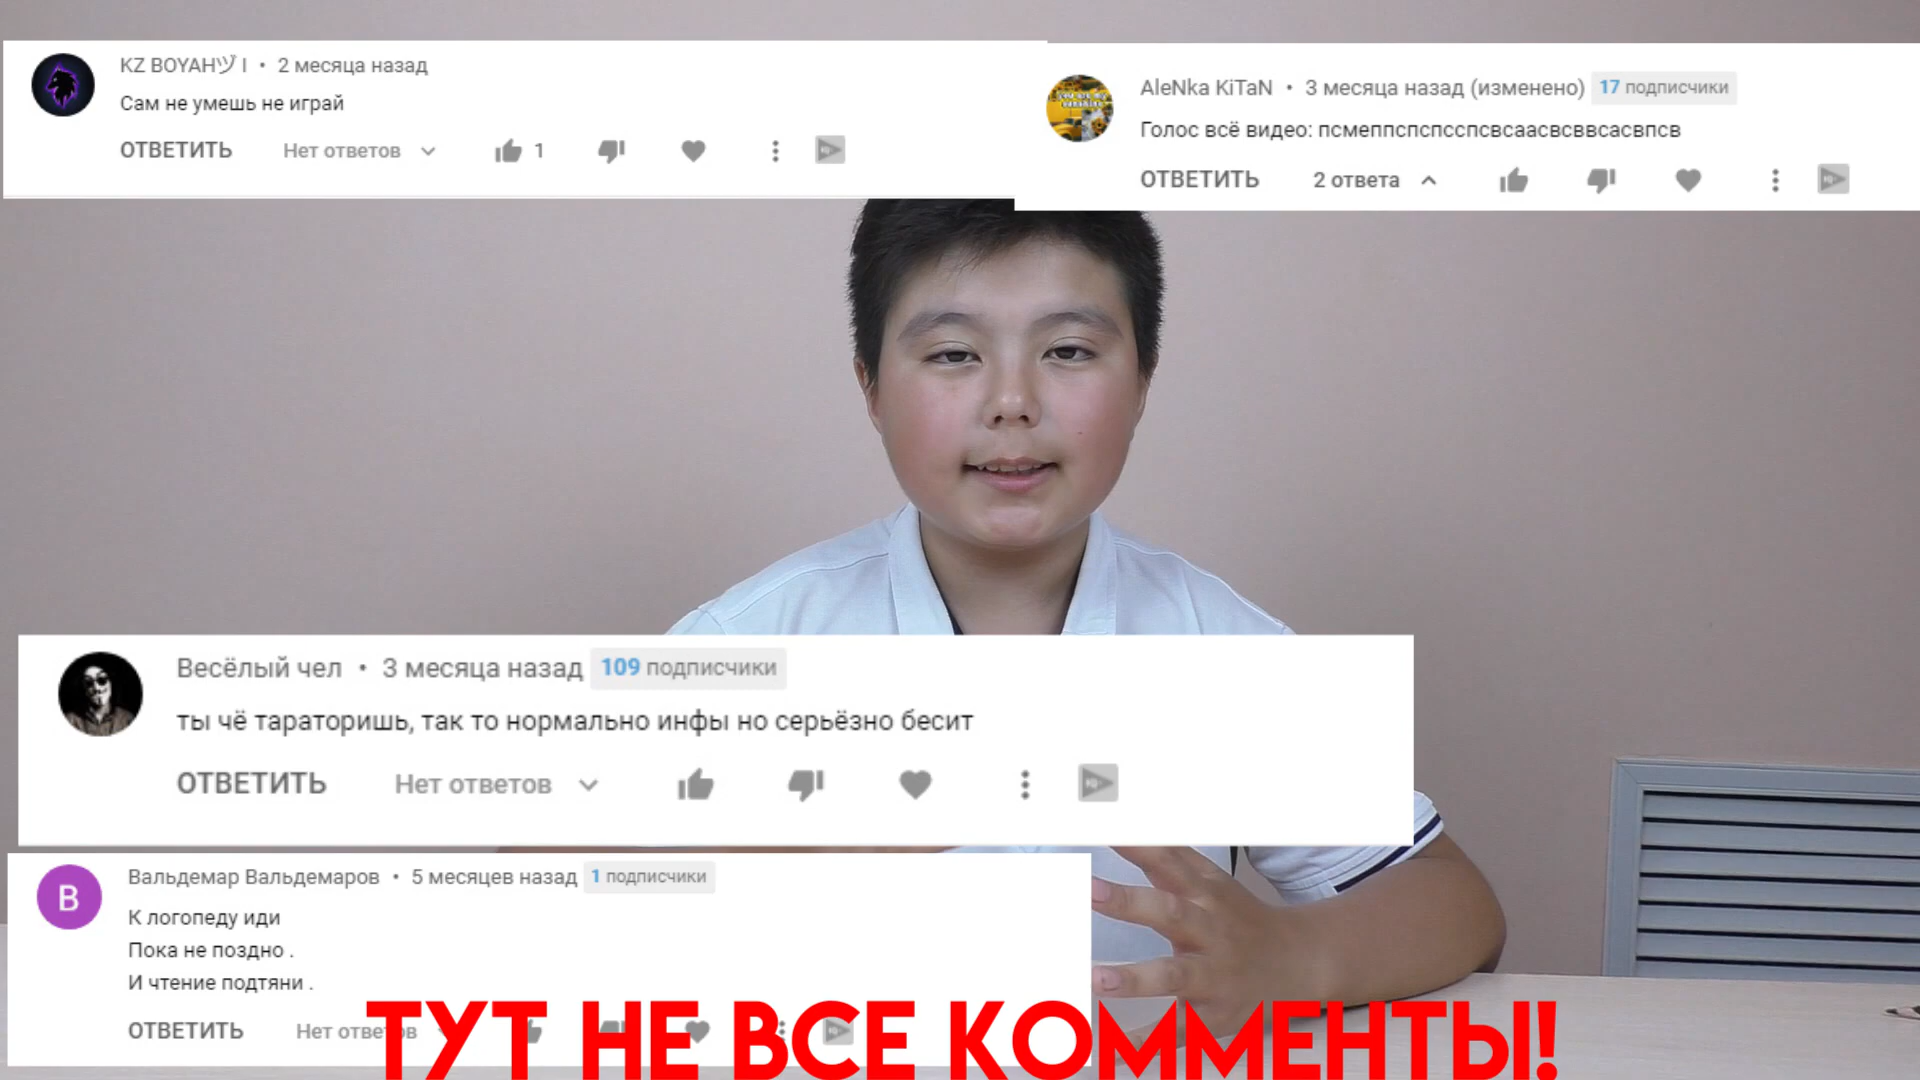 KZ BOYAHヅ I • 2 месяца назад
Сам не умешь не играй
ОТВЕТИТЬ Нет ответов 1
AleNka KiTaN • 3 месяца назад (изменено) 17 подписчики
Голос всё видео: псмеппспспсспсвсаасвсввсасвпсв
ОТВЕТИТЬ 2 ответа
Весёлый чел • 3 месяца назад 109 подписчики
ты чё тараторишь, так то нормально инфы но серьёзно бесит
ОТВЕТИТЬ Нет ответов
В
Вальдемар Вальдемаров • 5 месяцев назад 1 подписчики
К логопеду иди
Пока не поздно .
И чтение подтяни .
ОТВЕТИТЬ Нет ответов
ТУТ НЕ ВСЕ КОММЕНТЫ!